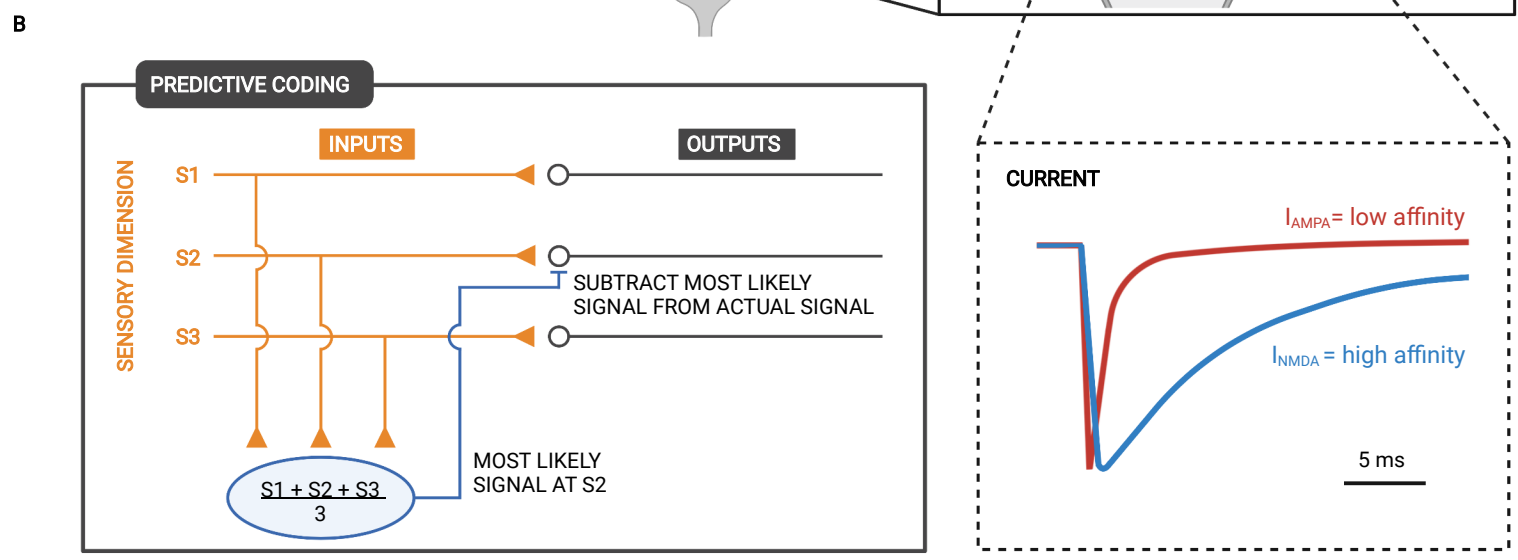 B
PREDICTIVE CODING
INPUTS
OUTPUTS
SENSORY DIMENSION
S1
S2
S3
SUBTRACT MOST LIKELY
SIGNAL FROM ACTUAL SIGNAL
MOST LIKELY
SIGNAL AT S2
S1 + S2 + S3
3
CURRENT
IAMPA= low affinity
INMDA = high affinity
5 ms